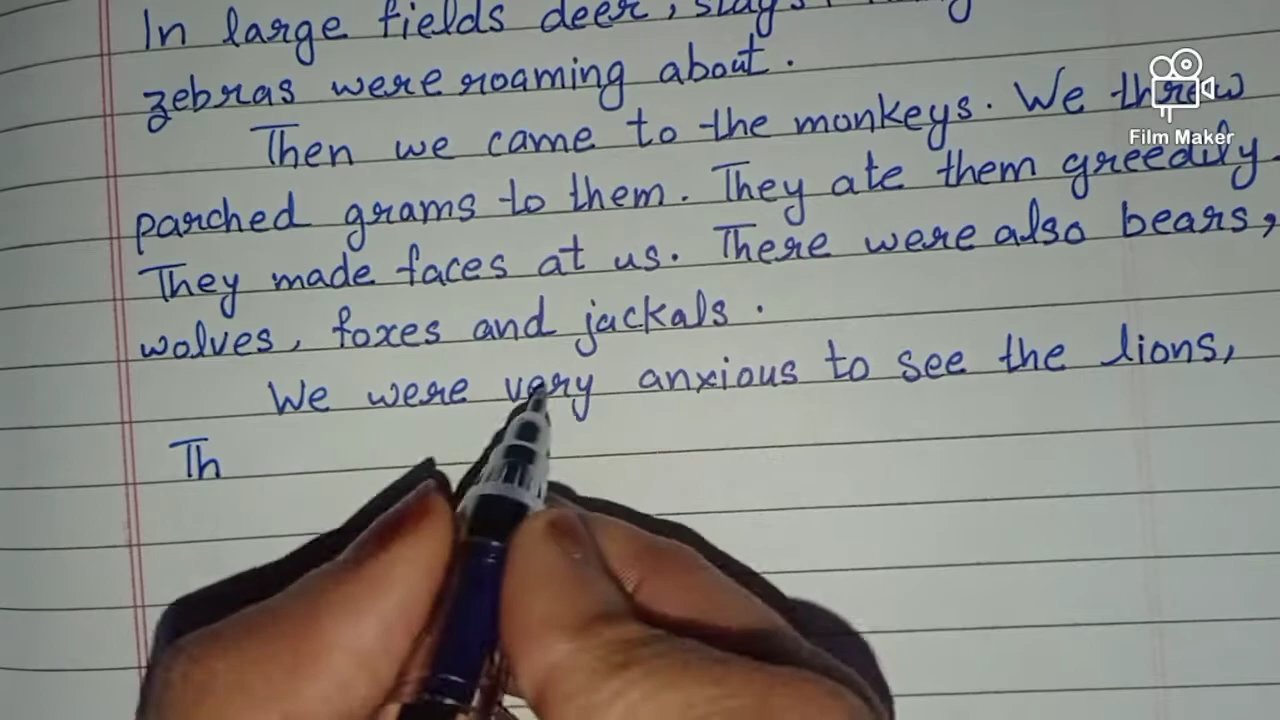 In large fields deer, stags,
zebras were roaming about.
Then we came to the monkeys. We threw
parched grams to them. They ate them greedily.
They made faces at us. There were also bears,
wolves, foxes and jackals.
We were very anxious to see the lions,
Th
Film Maker